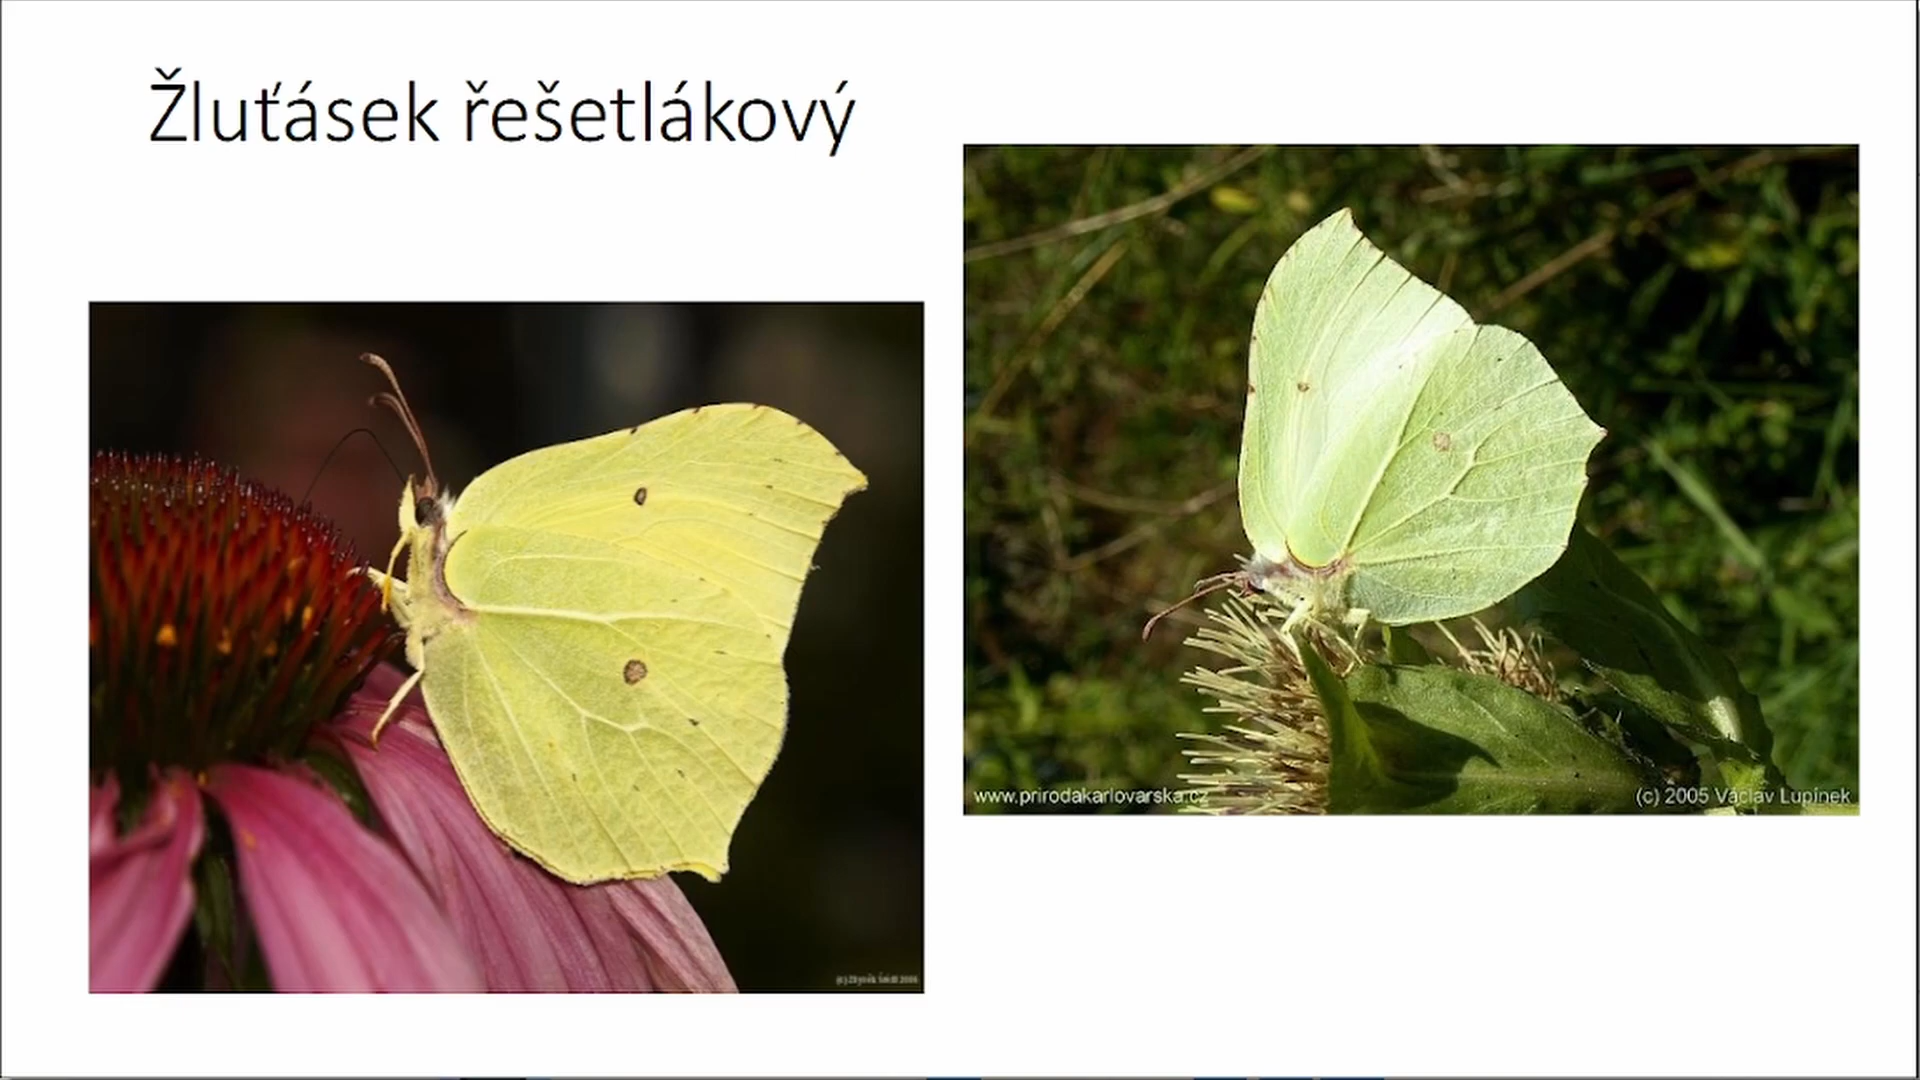 Žluťásek řešetlákový
www.prirodakarlovarska.cz
(c) 2005 Václav Lupínek